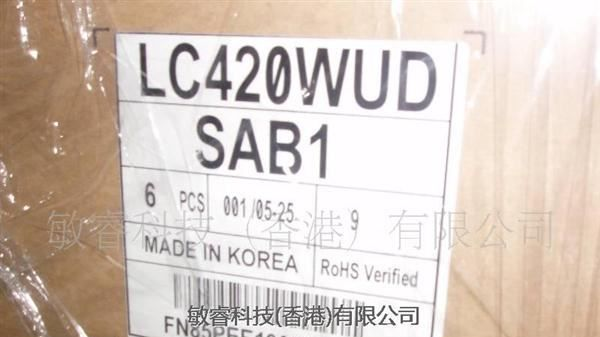 LC420WUD
SAB1
6 PCS 001/05-25 9
敏睿科技(香港)有限公司
MADE IN KOREA RoHS Verified
敏睿科技(香港)有限公司